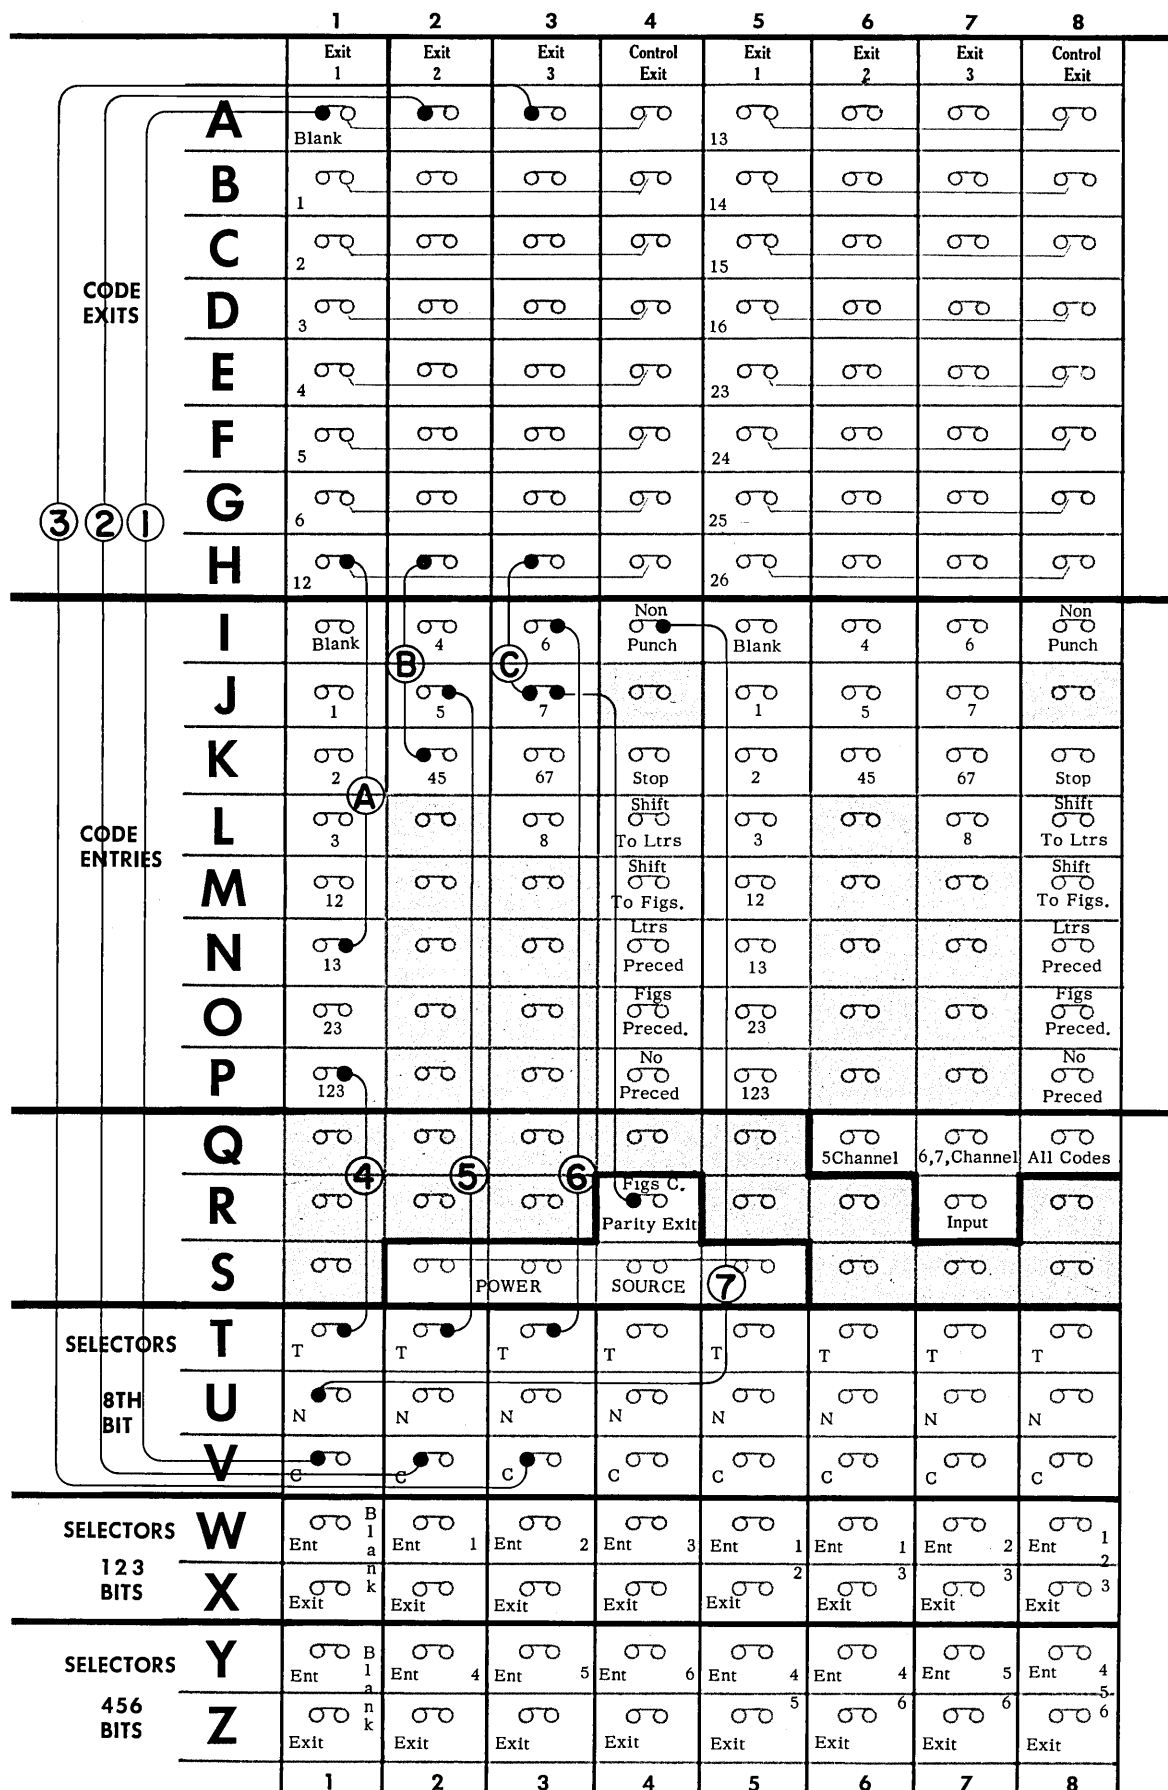 1 2 3 4 5 6 7 8
Exit Exit Exit Control Exit Exit Exit Control
1 2 3 Exit 1 2 3 Exit
A
Blank 13
B
1 14
C
2 15
CODE
EXITS
D
3 16
E
4 23
F
5 24
G
6 25
3 2 1
H
12 26
I
Non Non
Blank 4 6 Punch Blank 4 6 Punch
B C
J
1 5 7 1 5 7
K
2 45 67 Stop 2 45 67 Stop
A
CODE
ENTRIES
L
Shift Shift
3 8 To Ltrs 3 8 To Ltrs
M
Shift Shift
12 To Figs. 12 To Figs.
N
Ltrs Ltrs
13 Preced 13 Preced
O
Figs Figs
23 Preced. 23 Preced.
P
No No
123 Preced 123 Preced
Q
5Channel 6,7,Channel All Codes
4 5 6
R
Figs C.
Parity Exit Input
S
POWER SOURCE 7
SELECTORS
T
T T T T T T T T
8TH
BIT
U
N N N N N N N N
V
C C C C C C C C
SELECTORS
123
BITS
W
Ent Blank Ent 1 Ent 2 Ent 3 Ent 1 2 Ent 1 3 Ent 2 3 Ent 1 2 3
X
Exit Exit Exit Exit Exit Exit Exit Exit
SELECTORS
456
BITS
Y
Ent Blank Ent 4 Ent 5 Ent 6 Ent 4 5 Ent 4 6 Ent 5 6 Ent 4 5 6
Z
Exit Exit Exit Exit Exit Exit Exit Exit
1 2 3 4 5 6 7 8